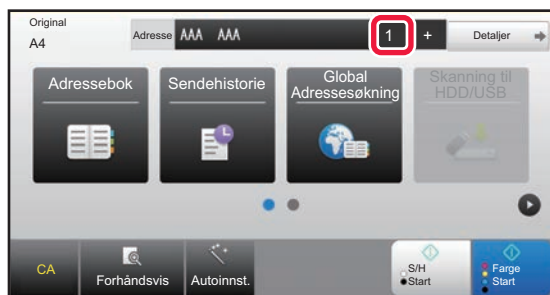 Original
A4
Adresse AAA AAA 1 + Detaljer
Adressebok
Sendehistorie
Global
Adressesøkning
Skanning til
HDD/USB
CA
Forhåndsvis
Autoinnst.
S/H
Start
Farge
Start